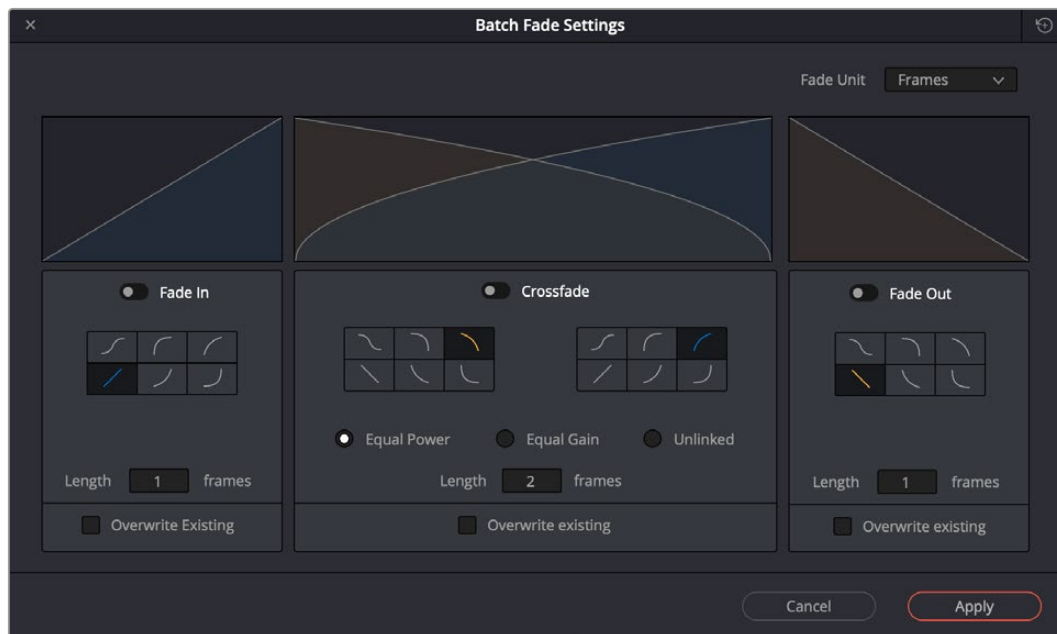 Batch Fade Settings
Fade Unit Frames
Fade In
Crossfade
Fade Out
Equal Power Equal Gain Unlinked
Length 1 frames
Length 2 frames
Length 1 frames
Overwrite Existing
Overwrite existing
Overwrite existing
Cancel Apply